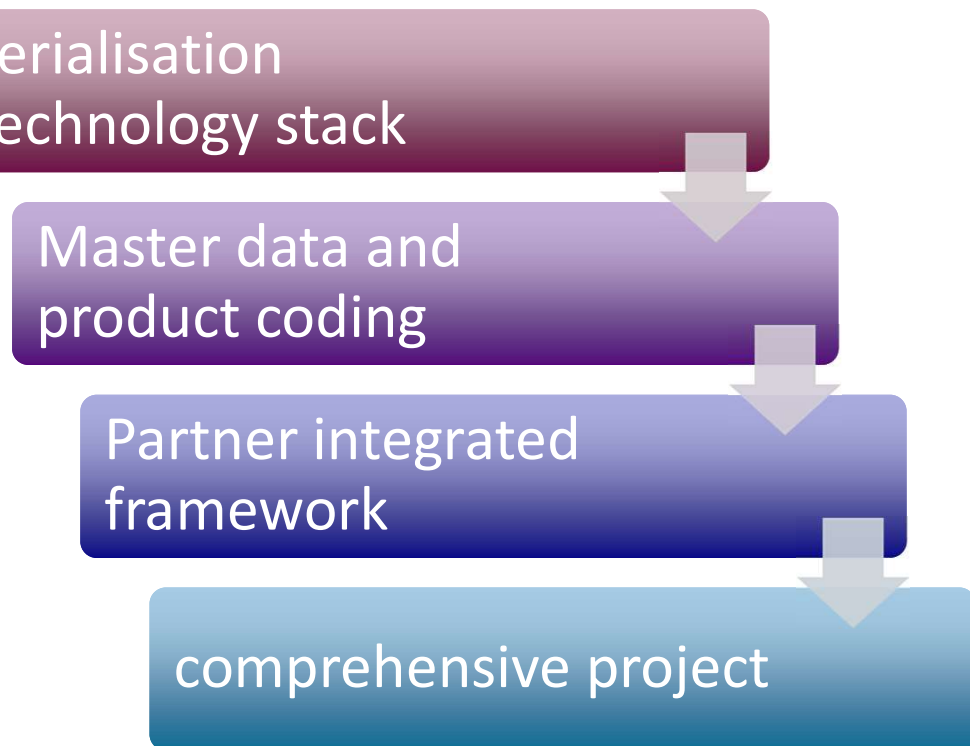 erialisation
echnology stack
Master data and
product coding
Partner integrated
framework
comprehensive project